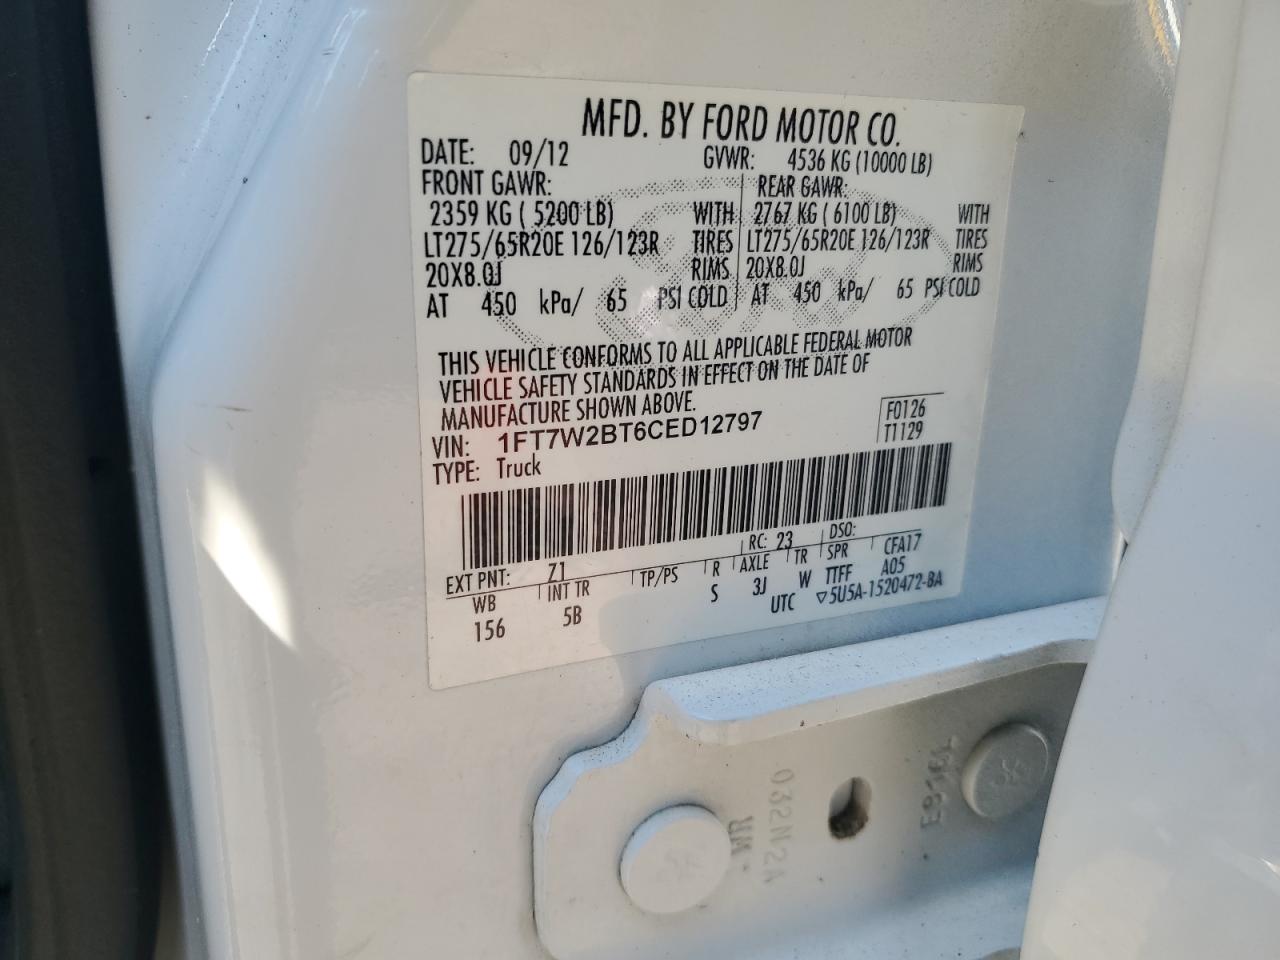 MFD. BY FORD MOTOR CO.
DATE: 09/12 GVWR: 4536 KG (10000 LB)
FRONT GAWR: REAR GAWR:
2359 KG ( 5200 LB) WITH 2767 KG ( 6100 LB) WITH
LT275/65R20E 126/123R TIRES LT275/65R20E 126/123R TIRES
20X8.0J RIMS 20X8.0J RIMS
AT 450 kPa/ 65 PSI COLD AT 450 kPa/ 65 PSI COLD
THIS VEHICLE CONFORMS TO ALL APPLICABLE FEDERAL MOTOR
VEHICLE SAFETY STANDARDS IN EFFECT ON THE DATE OF
MANUFACTURE SHOWN ABOVE.
VIN: 1FT7W2BT6CED12797 F0126
TYPE: Truck T1129
EXT PNT: Z1 RC: 23 DSO:
WB INT TR TP/PS R AXLE TR SPR CFA17
156 5B S 3J W TTFF A05
UTC ▽5U5A-1520472-BA
032N2A